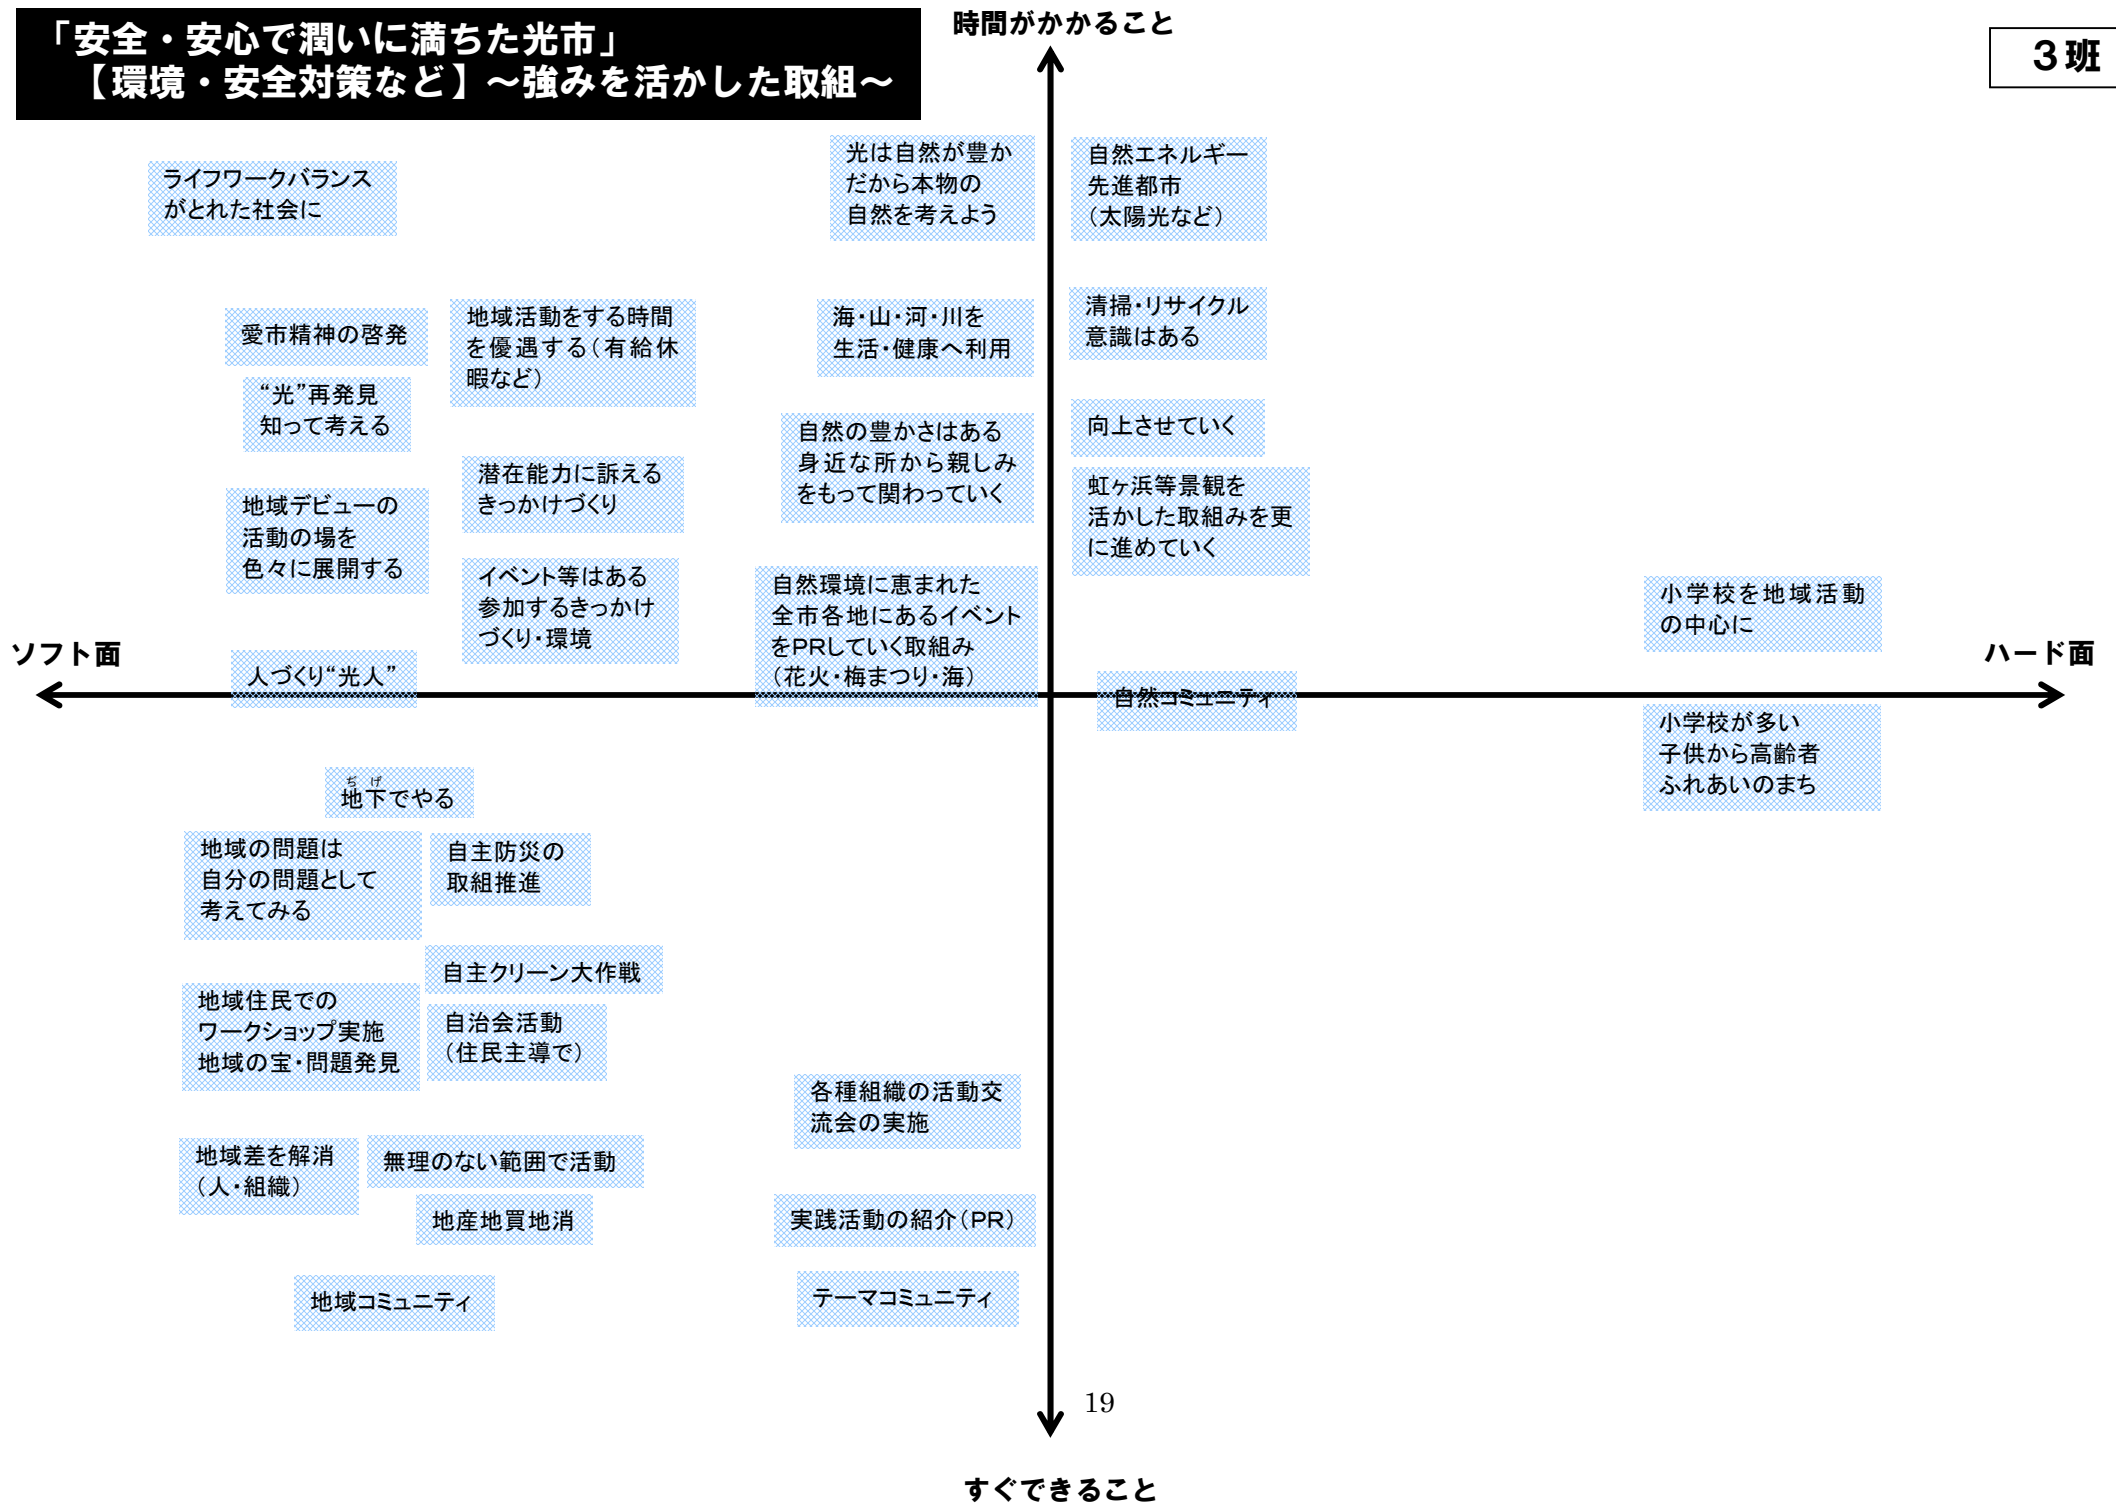 「安全・安心で潤いに満ちた光市」
【環境・安全対策など】～強みを活かした取組～
時間がかかること
３班
ライフワークバランス
がとれた社会に
光は自然が豊か
だから本物の
自然を考えよう
自然エネルギー
先進都市
（太陽光など）
愛市精神の啓発
地域活動をする時間
を優遇する（有給休
暇など）
海・山・河・川を
生活・健康へ利用
清掃・リサイクル
意識はある
“光”再発見
知って考える
自然の豊かさはある
身近な所から親しみ
をもって関わっていく
向上させていく
潜在能力に訴える
きっかけづくり
虹ヶ浜等景観を
活かした取組みを更
に進めていく
地域デビューの
活動の場を
色々に展開する
イベント等はある
参加するきっかけ
づくり・環境
自然環境に恵まれた
全市各地にあるイベント
をPRしていく取組み
（花火・梅まつり・海）
小学校を地域活動
の中心に
ソフト面
ハード面
人づくり“光人”
自然コミュニティ
小学校が多い
子供から高齢者
ふれあいのまち
ぢ げ
地下でやる
地域の問題は
自分の問題として
考えてみる
自主防災の
取組推進
自主クリーン大作戦
地域住民での
ワークショップ実施
地域の宝・問題発見
自治会活動
（住民主導で）
各種組織の活動交
流会の実施
地域差を解消
（人・組織）
無理のない範囲で活動
地産地買地消
実践活動の紹介（PR）
地域コミュニティ
テーマコミュニティ
19
すぐできること